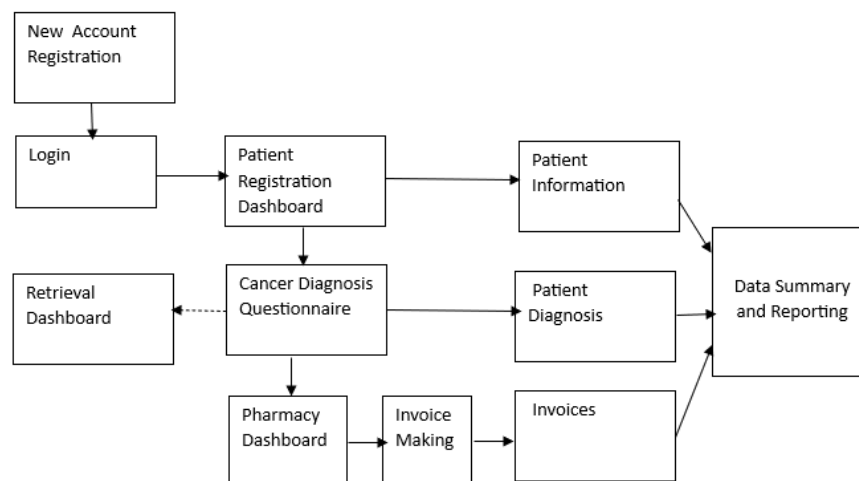 New Account
Registration
Login
Patient
Registration
Dashboard
Patient
Information
Retrieval
Dashboard
Cancer Diagnosis
Questionnaire
Patient
Diagnosis
Data Summary
and Reporting
Pharmacy
Dashboard
Invoice
Making
Invoices